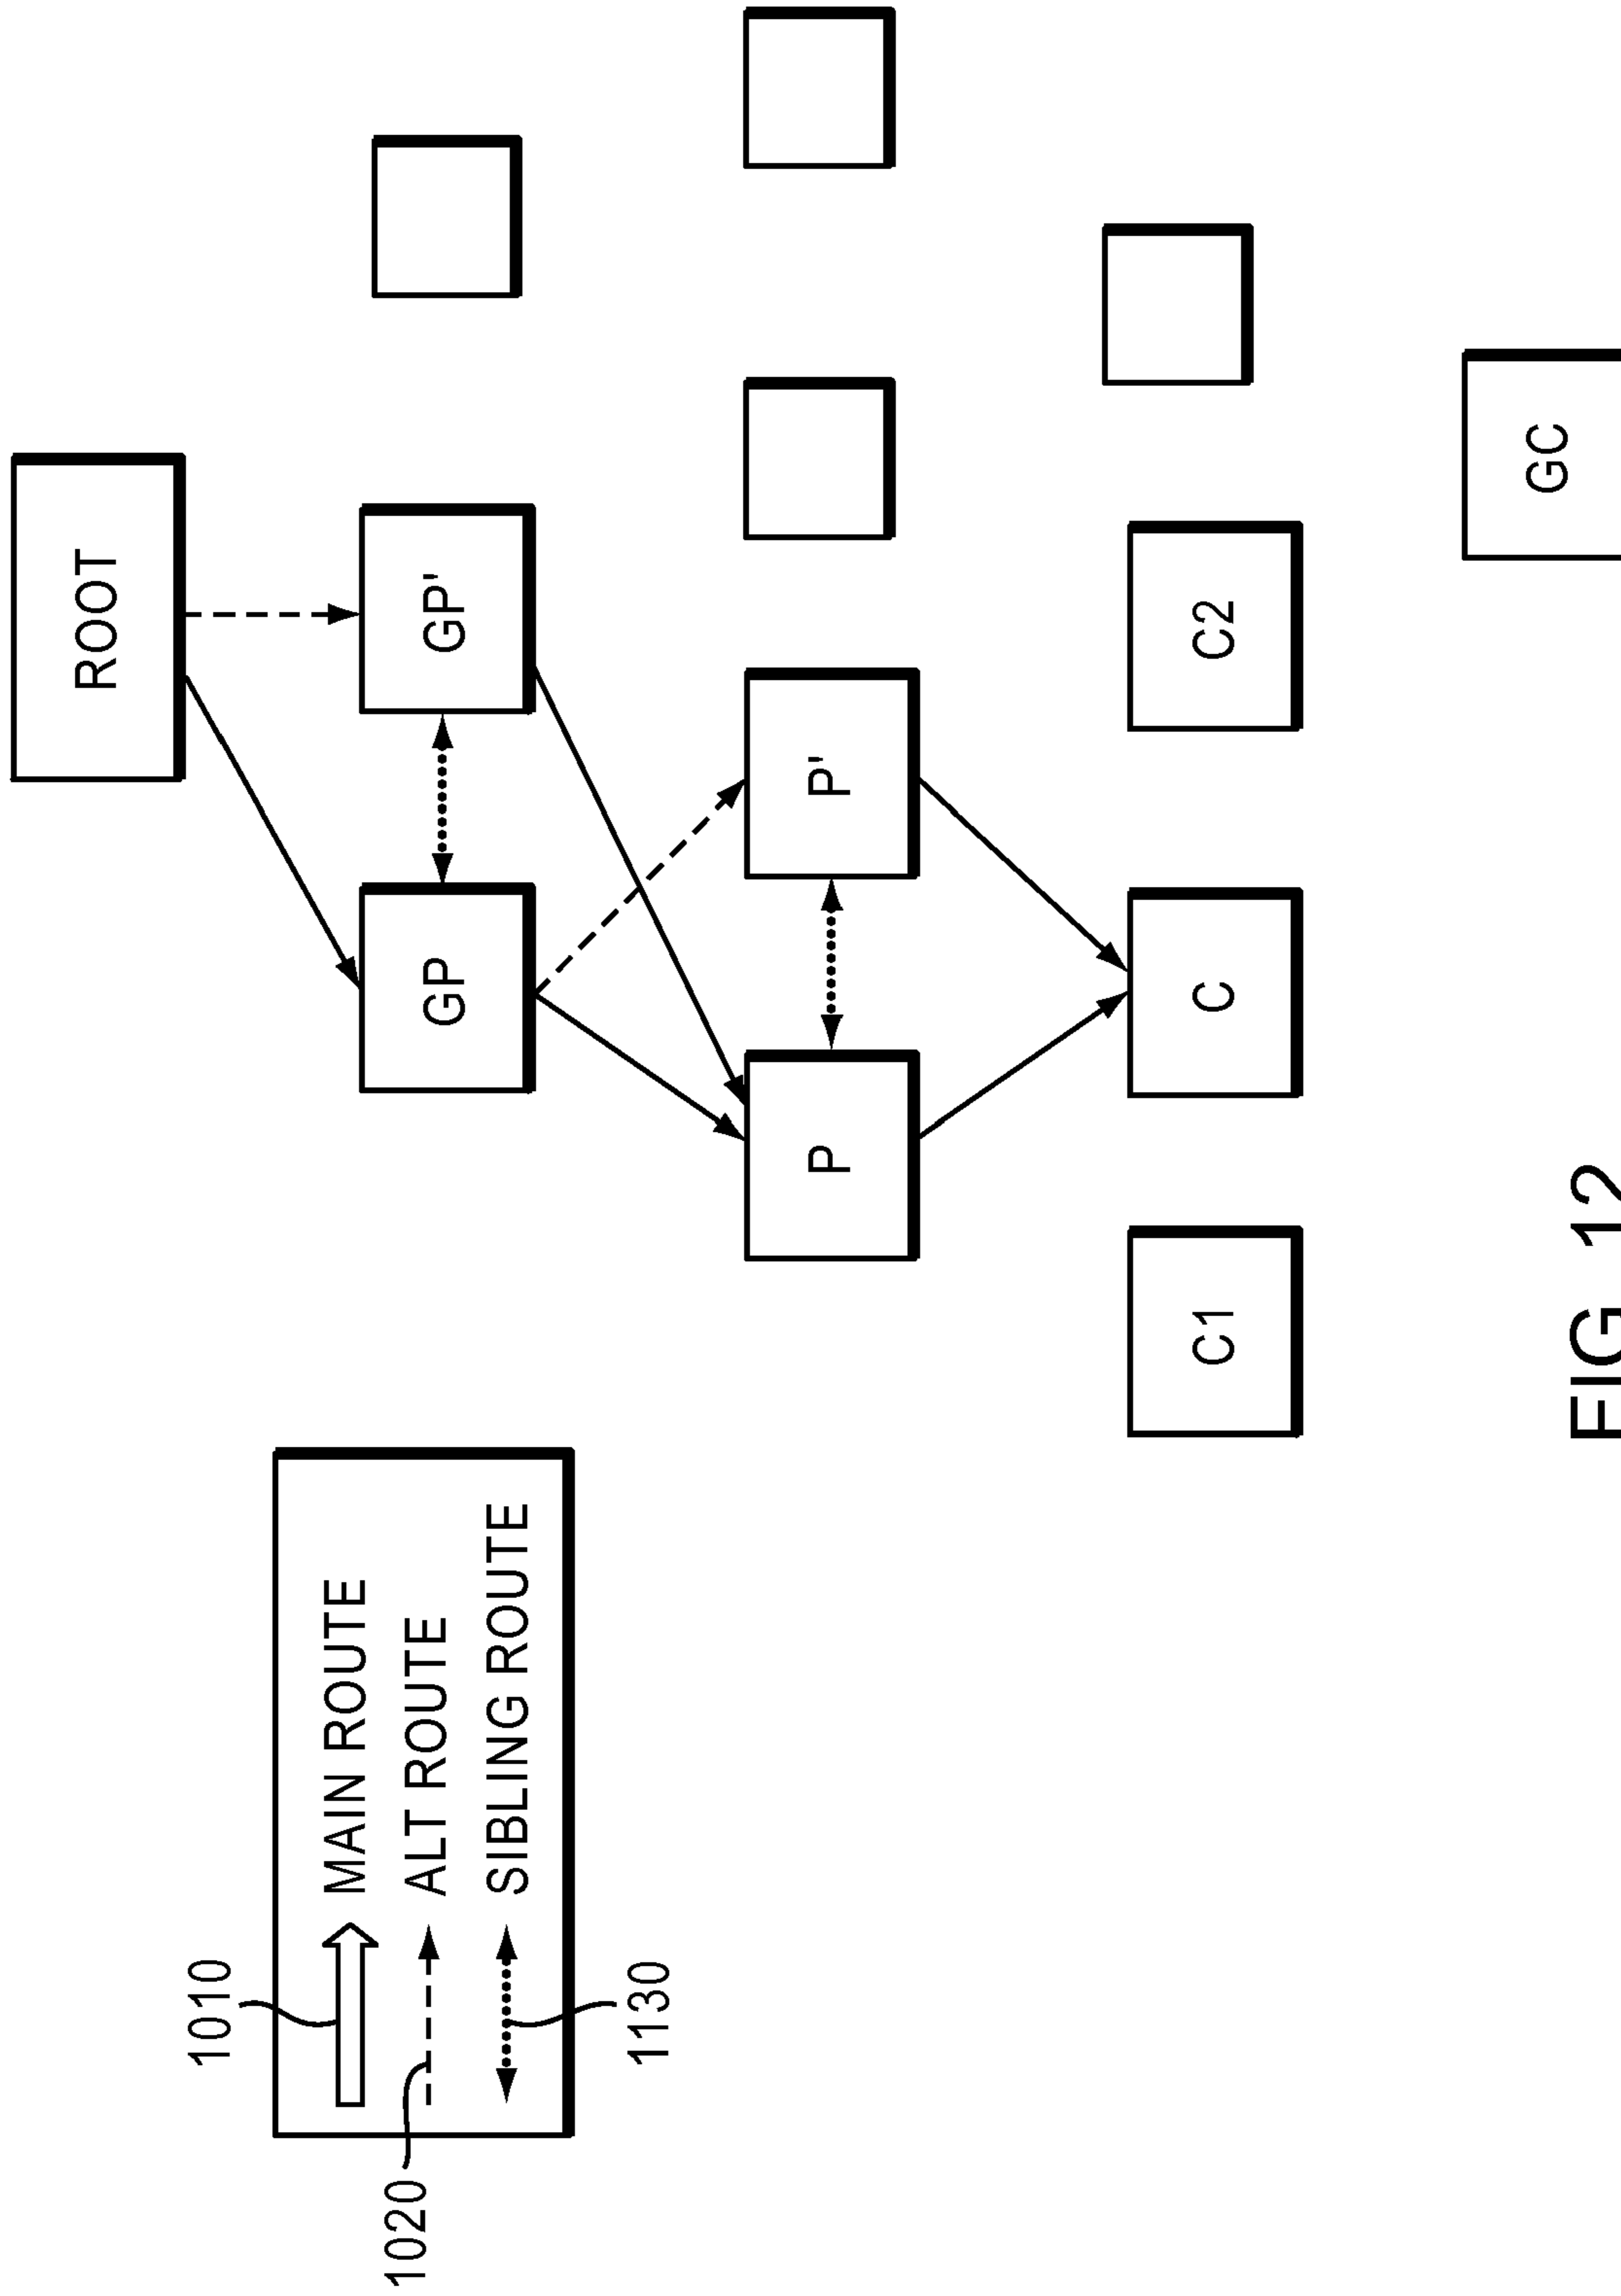 1010
1020
1130
MAIN ROUTE
ALT ROUTE
SIBLING ROUTE
ROOT
GP
GP'
P
P'
C1
C
C2
GC
FIG. 12